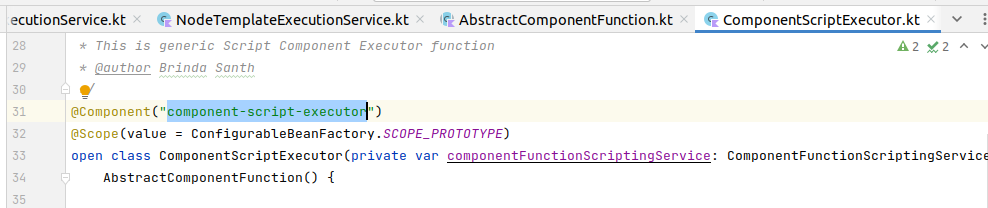 ecutionService.kt NodeTemplateExecutionService.kt AbstractComponentFunction.kt ComponentScriptExecutor.kt
28 * This is generic Script Component Executor function 2 2
29 * @author Brinda Santh
30 */
31 @Component("component-script-executor")
32 @Scope(value = ConfigurableBeanFactory.SCOPE_PROTOTYPE)
33 open class ComponentScriptExecutor(private var componentFunctionScriptingService: ComponentFunctionScriptingService
34 AbstractComponentFunction() {
35